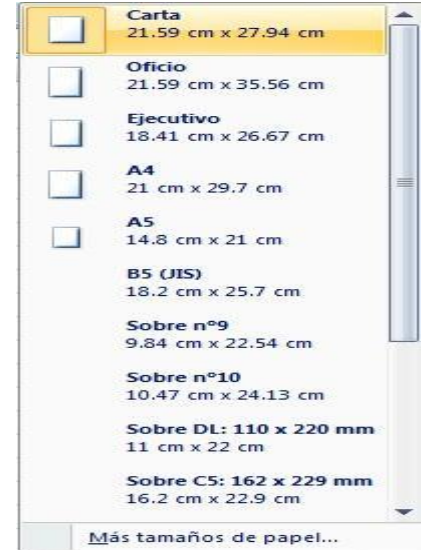 Carta
21.59 cm x 27.94 cm
Oficio
21.59 cm x 35.56 cm
Ejecutivo
18.41 cm x 26.67 cm
A4
21 cm x 29.7 cm
A5
14.8 cm x 21 cm
B5 (JIS)
18.2 cm x 25.7 cm
Sobre nº9
9.84 cm x 22.54 cm
Sobre nº10
10.47 cm x 24.13 cm
Sobre DL: 110 x 220 mm
11 cm x 22 cm
Sobre C5: 162 x 229 mm
16.2 cm x 22.9 cm
Más tamaños de papel...